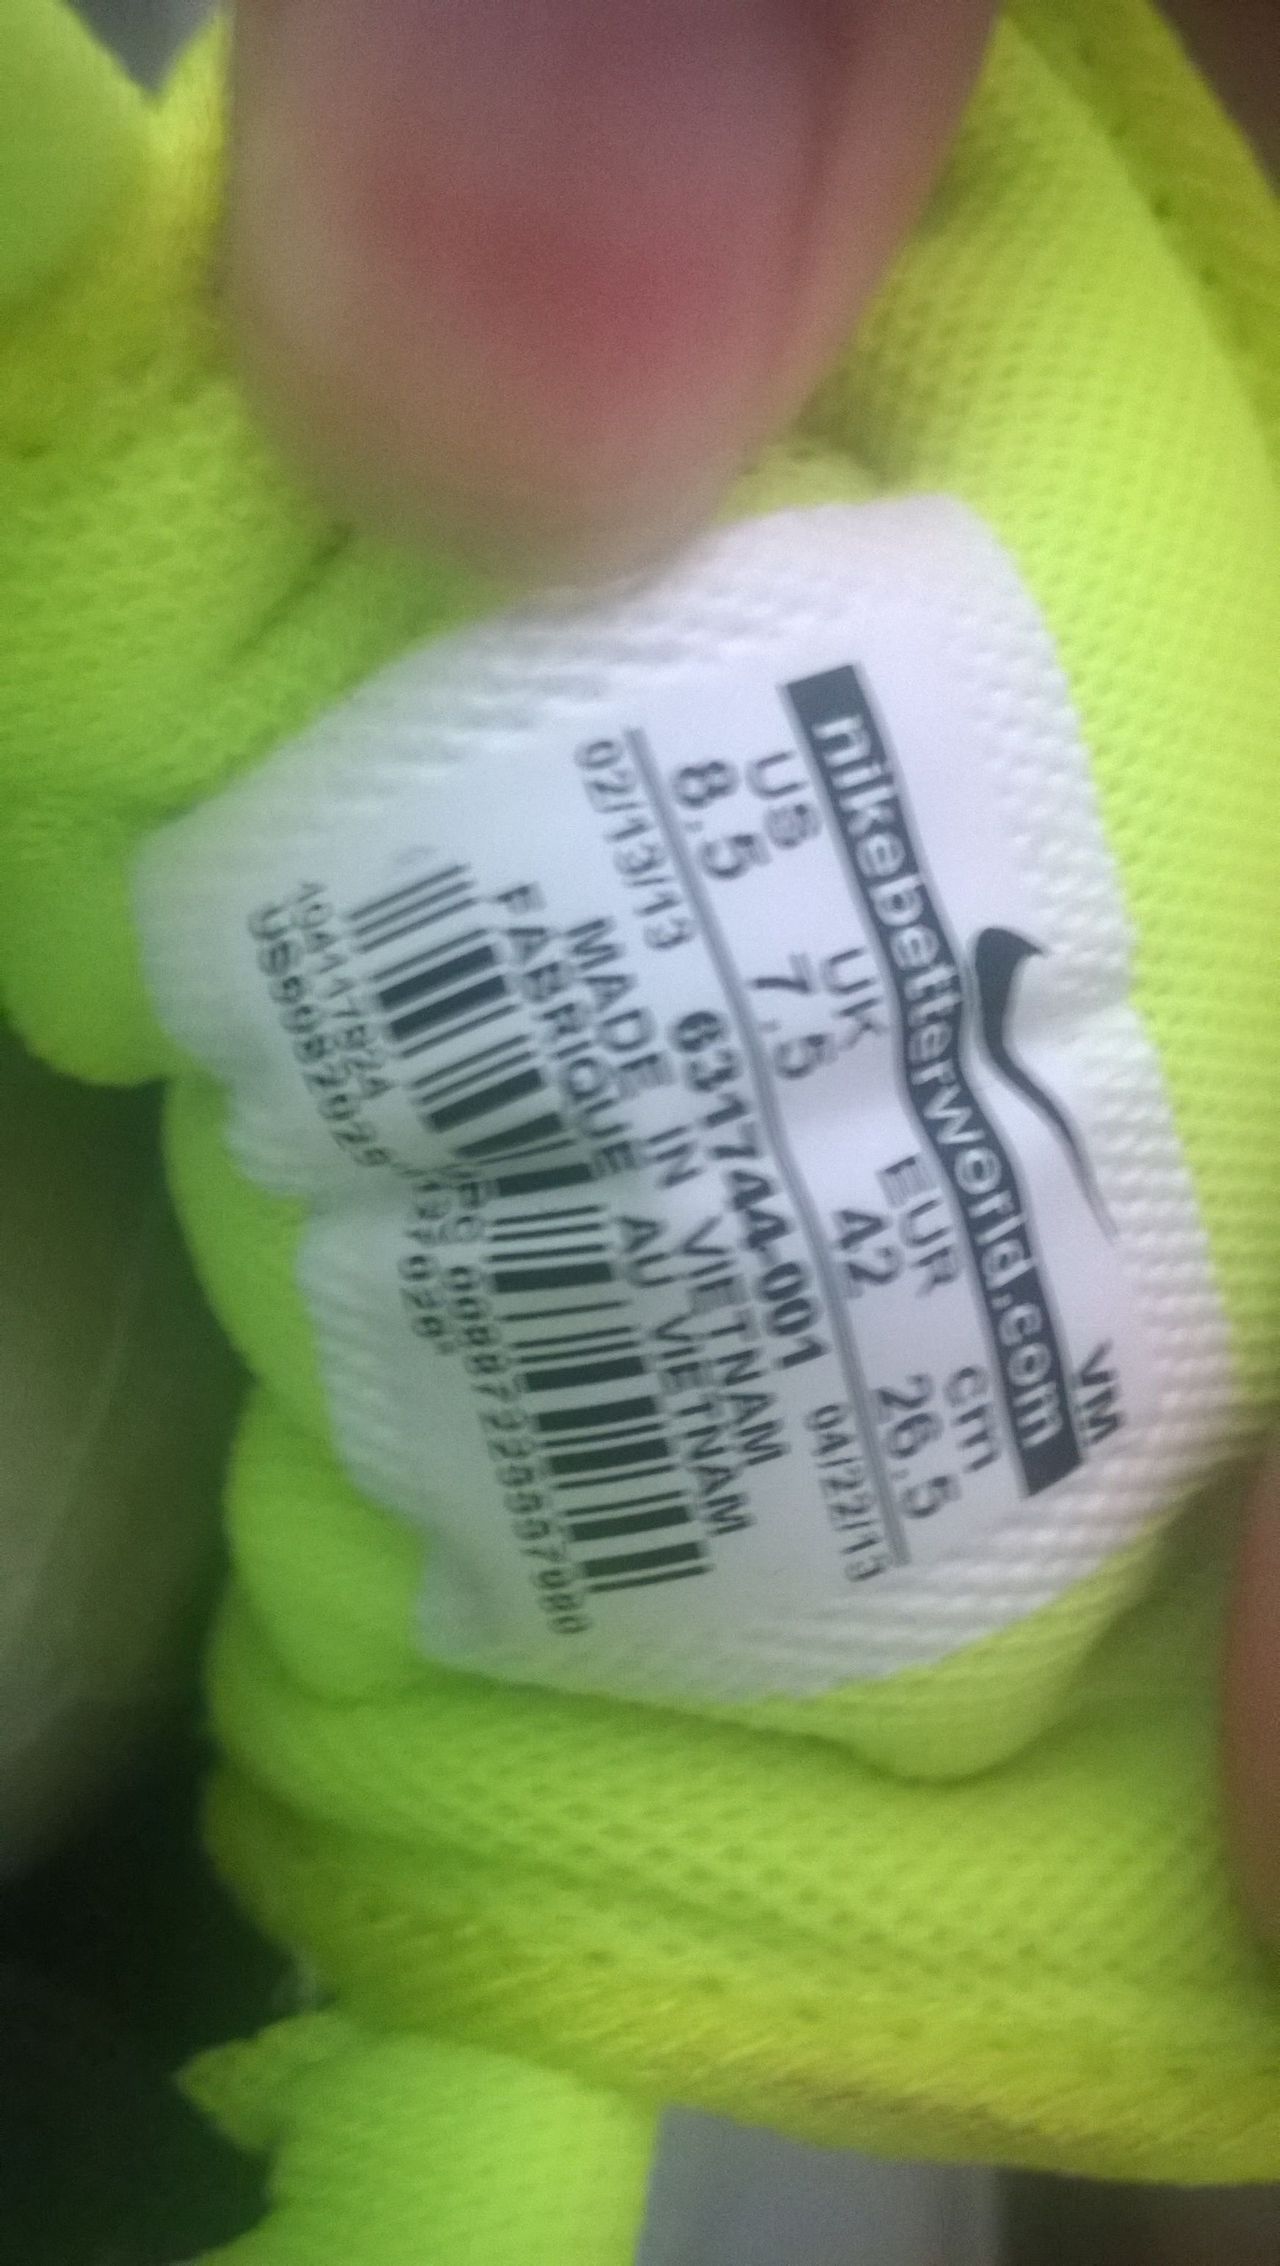 VM
nikebetterworld.com
US UK EUR cm
8.5 7.5 42 26.5
02/13/13 631744-001 04/22/13
MADE IN VIETNAM
FABRIQUE AU VIETNAM
UPC